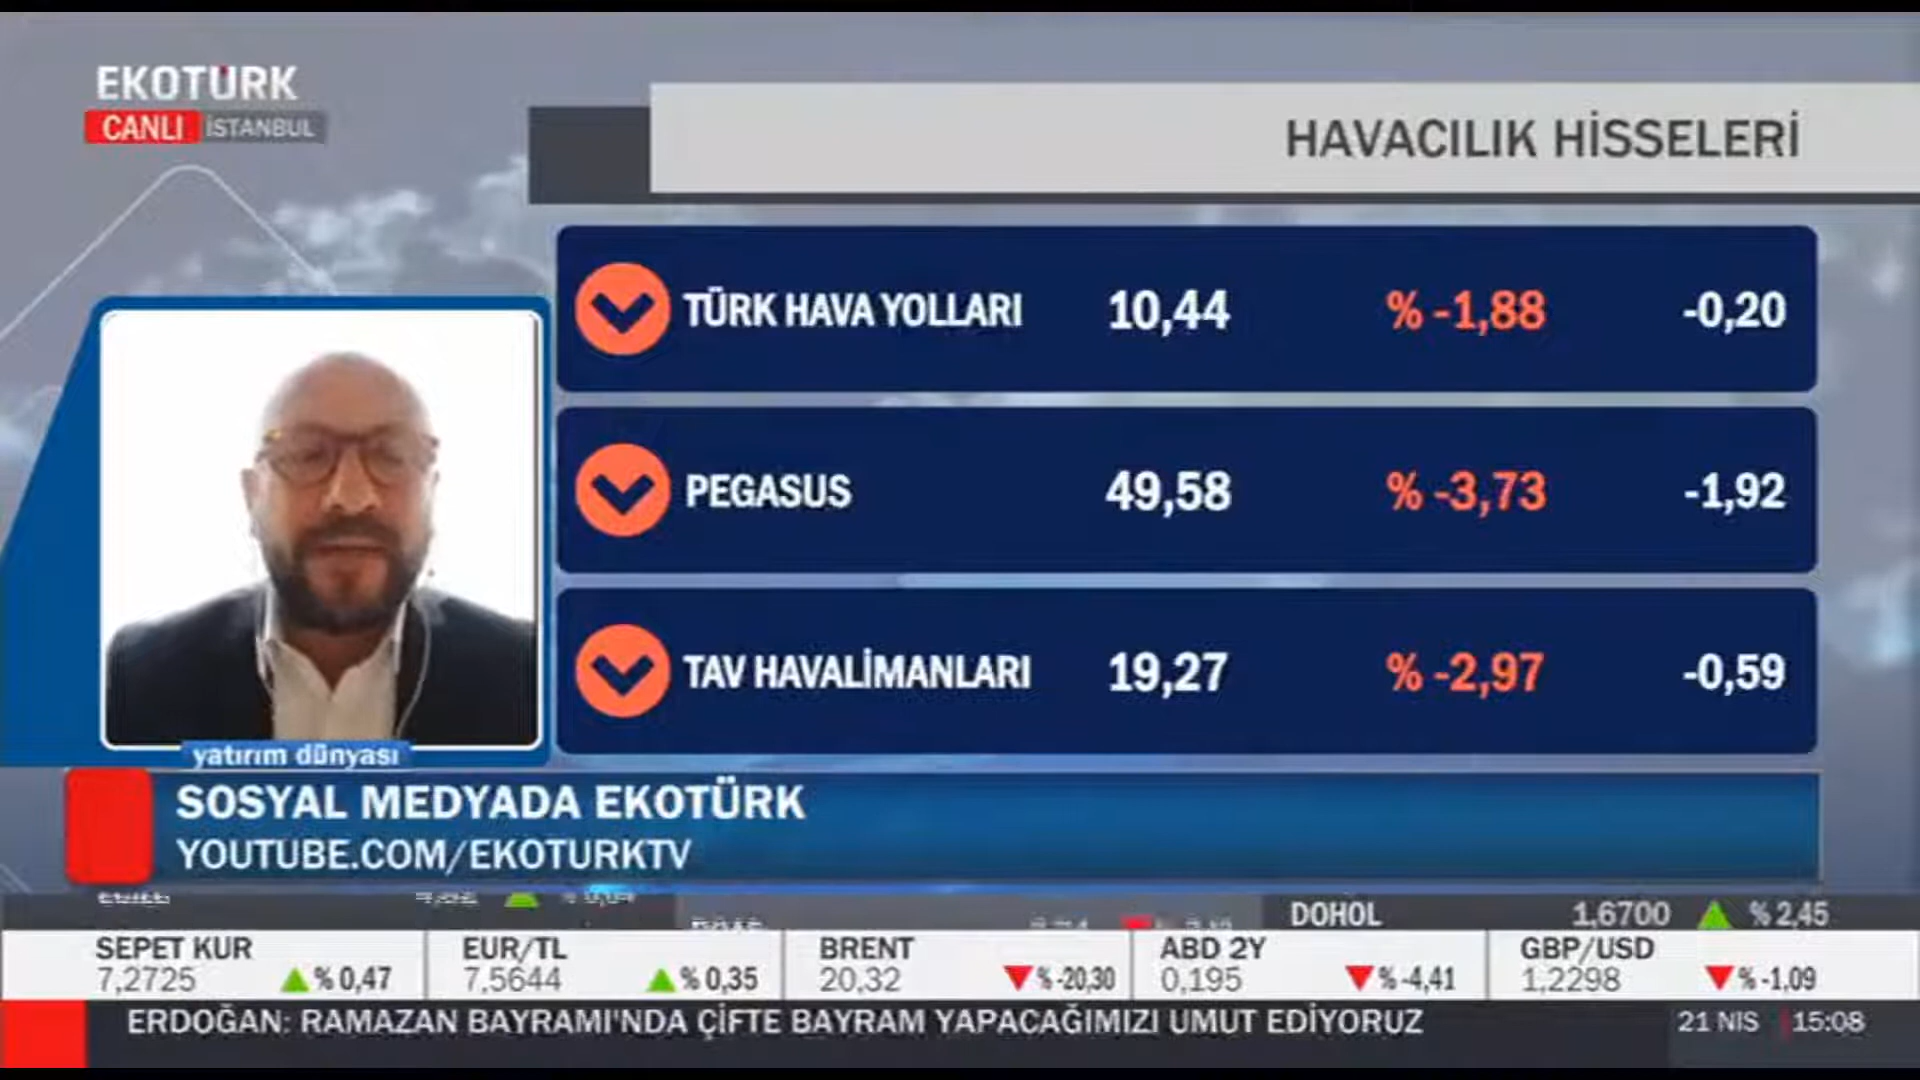 EKOTÜRK
CANLI İSTANBUL
HAVACILIK HİSSELERİ
TÜRK HAVA YOLLARI 10,44 % -1,88 -0,20
PEGASUS 49,58 % -3,73 -1,92
TAV HAVALİMANLARI 19,27 % -2,97 -0,59
yatırım dünyası
SOSYAL MEDYADA EKOTÜRK
YOUTUBE.COM/EKOTURKTV
DOHOL 1,6700 % 2,45
SEPET KUR EUR/TL BRENT ABD 2Y GBP/USD
7,2725 % 0,47 7,5644 % 0,35 20,32 % -20,30 0,195 % -4,41 1,2298 % -1,09
ERDOĞAN: RAMAZAN BAYRAMI'NDA ÇİFTE BAYRAM YAPACAĞIMIZI UMUT EDİYORUZ 21 NIS 15:08